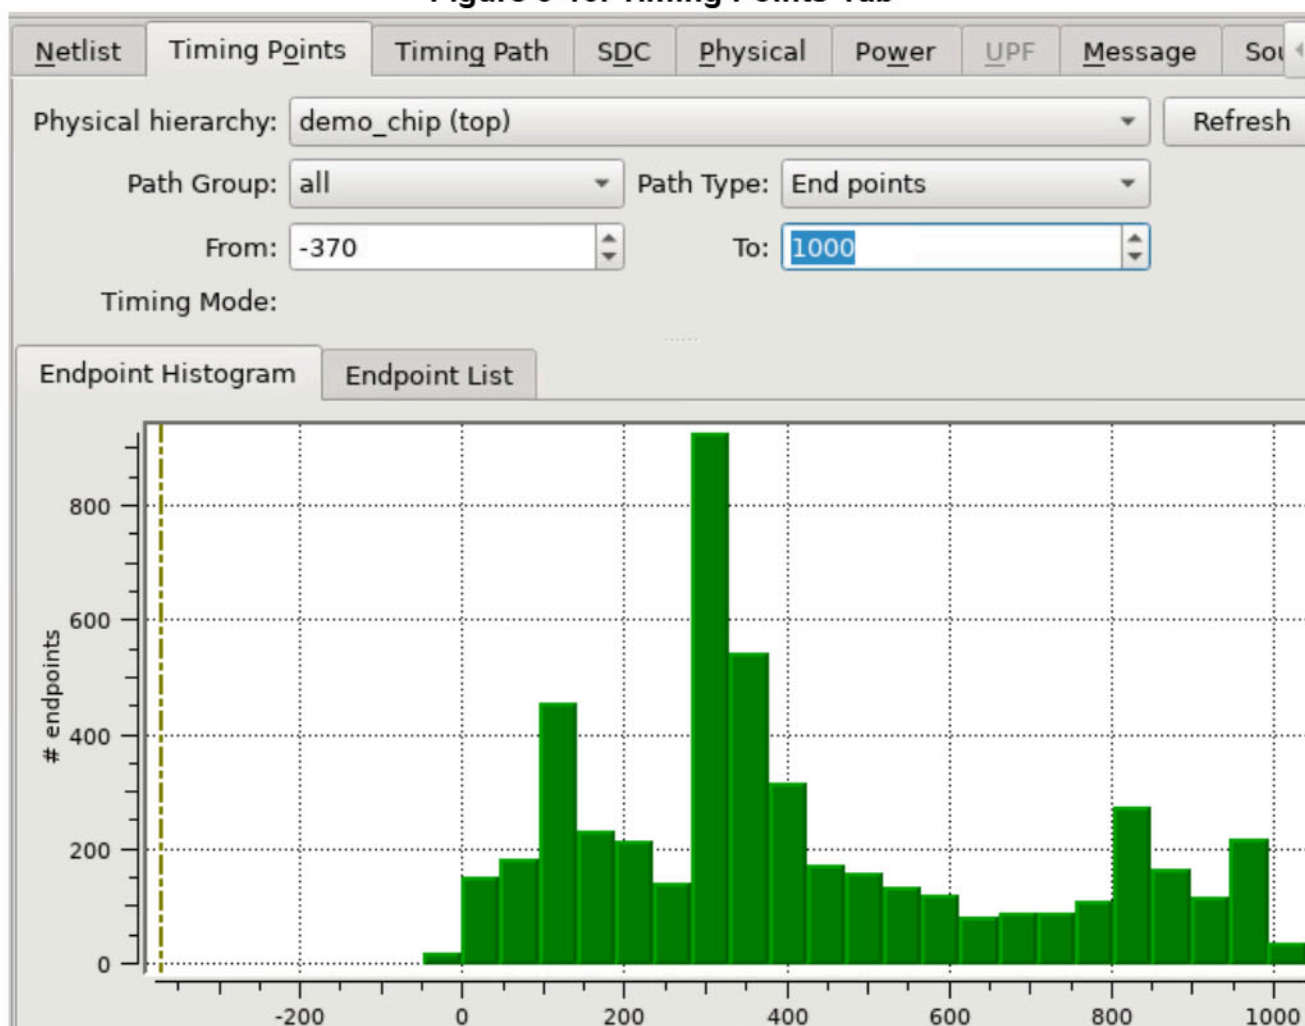 Netlist Timing Points Timing Path SDC Physical Power UPF Message Sou
Physical hierarchy: demo_chip (top) Refresh
Path Group: all Path Type: End points
From: -370 To: 1000
Timing Mode:
Endpoint Histogram Endpoint List
800
600
400
200
0
# endpoints
-200 0 200 400 600 800 1000